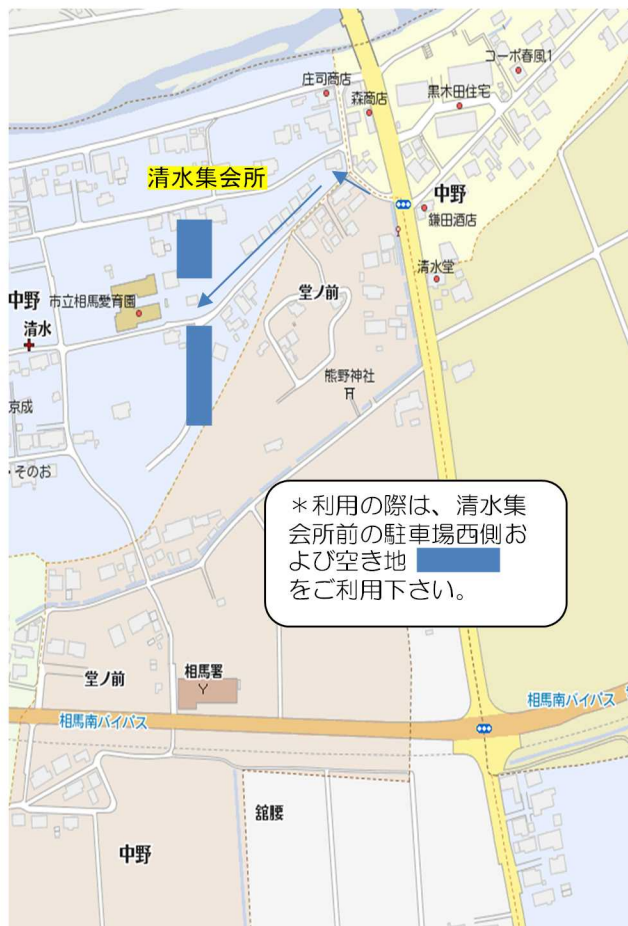 コーポ春風1
庄司商店
森商店
黒木田住宅
清水集会所
中野
鎌田酒店
清水堂
堂ノ前
中野
市立相馬愛育園
清水
熊野神社
京成
・そのお
＊利用の際は、清水集
会所前の駐車場西側お
よび空き地
をご利用下さい。
堂ノ前
相馬署
相馬南バイパス
相馬南バイパス
舘腰
中野